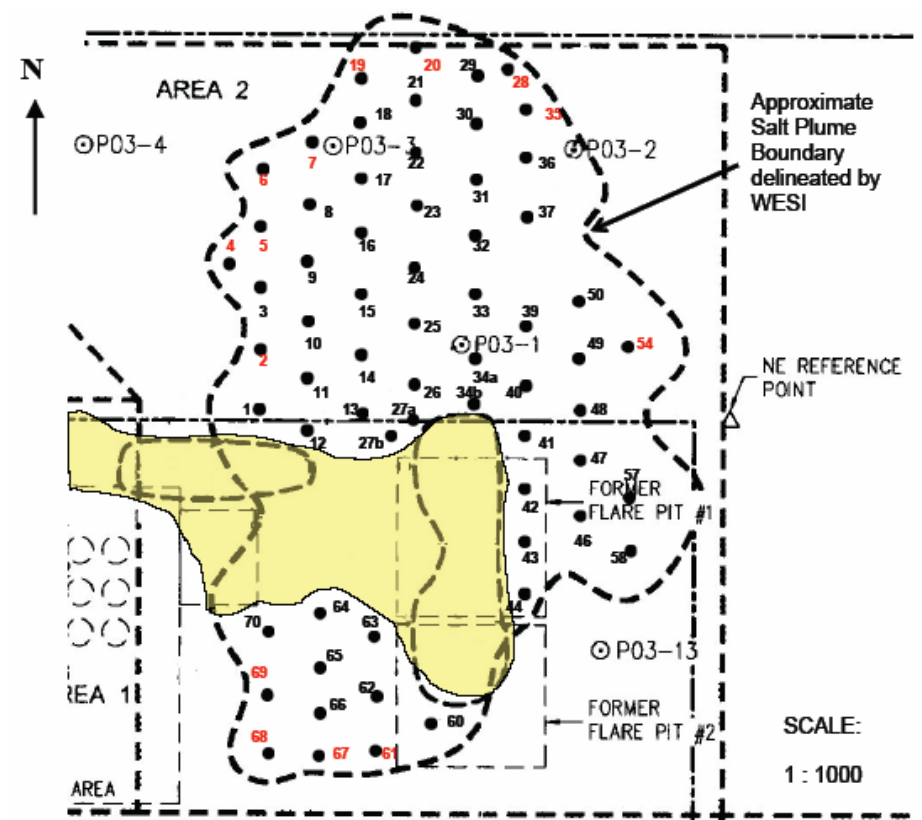 N
AREA 2
19
20
29
28
21
35
18
30
P03-4
7
P03-3
22
36
P03-2
6
17
31
8
23
37
4
5
16
32
9
24
50
3
15
33
25
39
P03-1
49
54
2
10
14
34a
11
26
34b
40
1
13
27a
48
12
27b
41
47
57
42
46
43
58
44
64
70
63
65
69
62
66
60
68
67
61
Approximate
Salt Plume
Boundary
delineated by
WESI
NE REFERENCE
POINT
FORMER
FLARE PIT #1
P03-13
FORMER
FLARE PIT #2
SCALE:
1 : 1000
REA 1
AREA